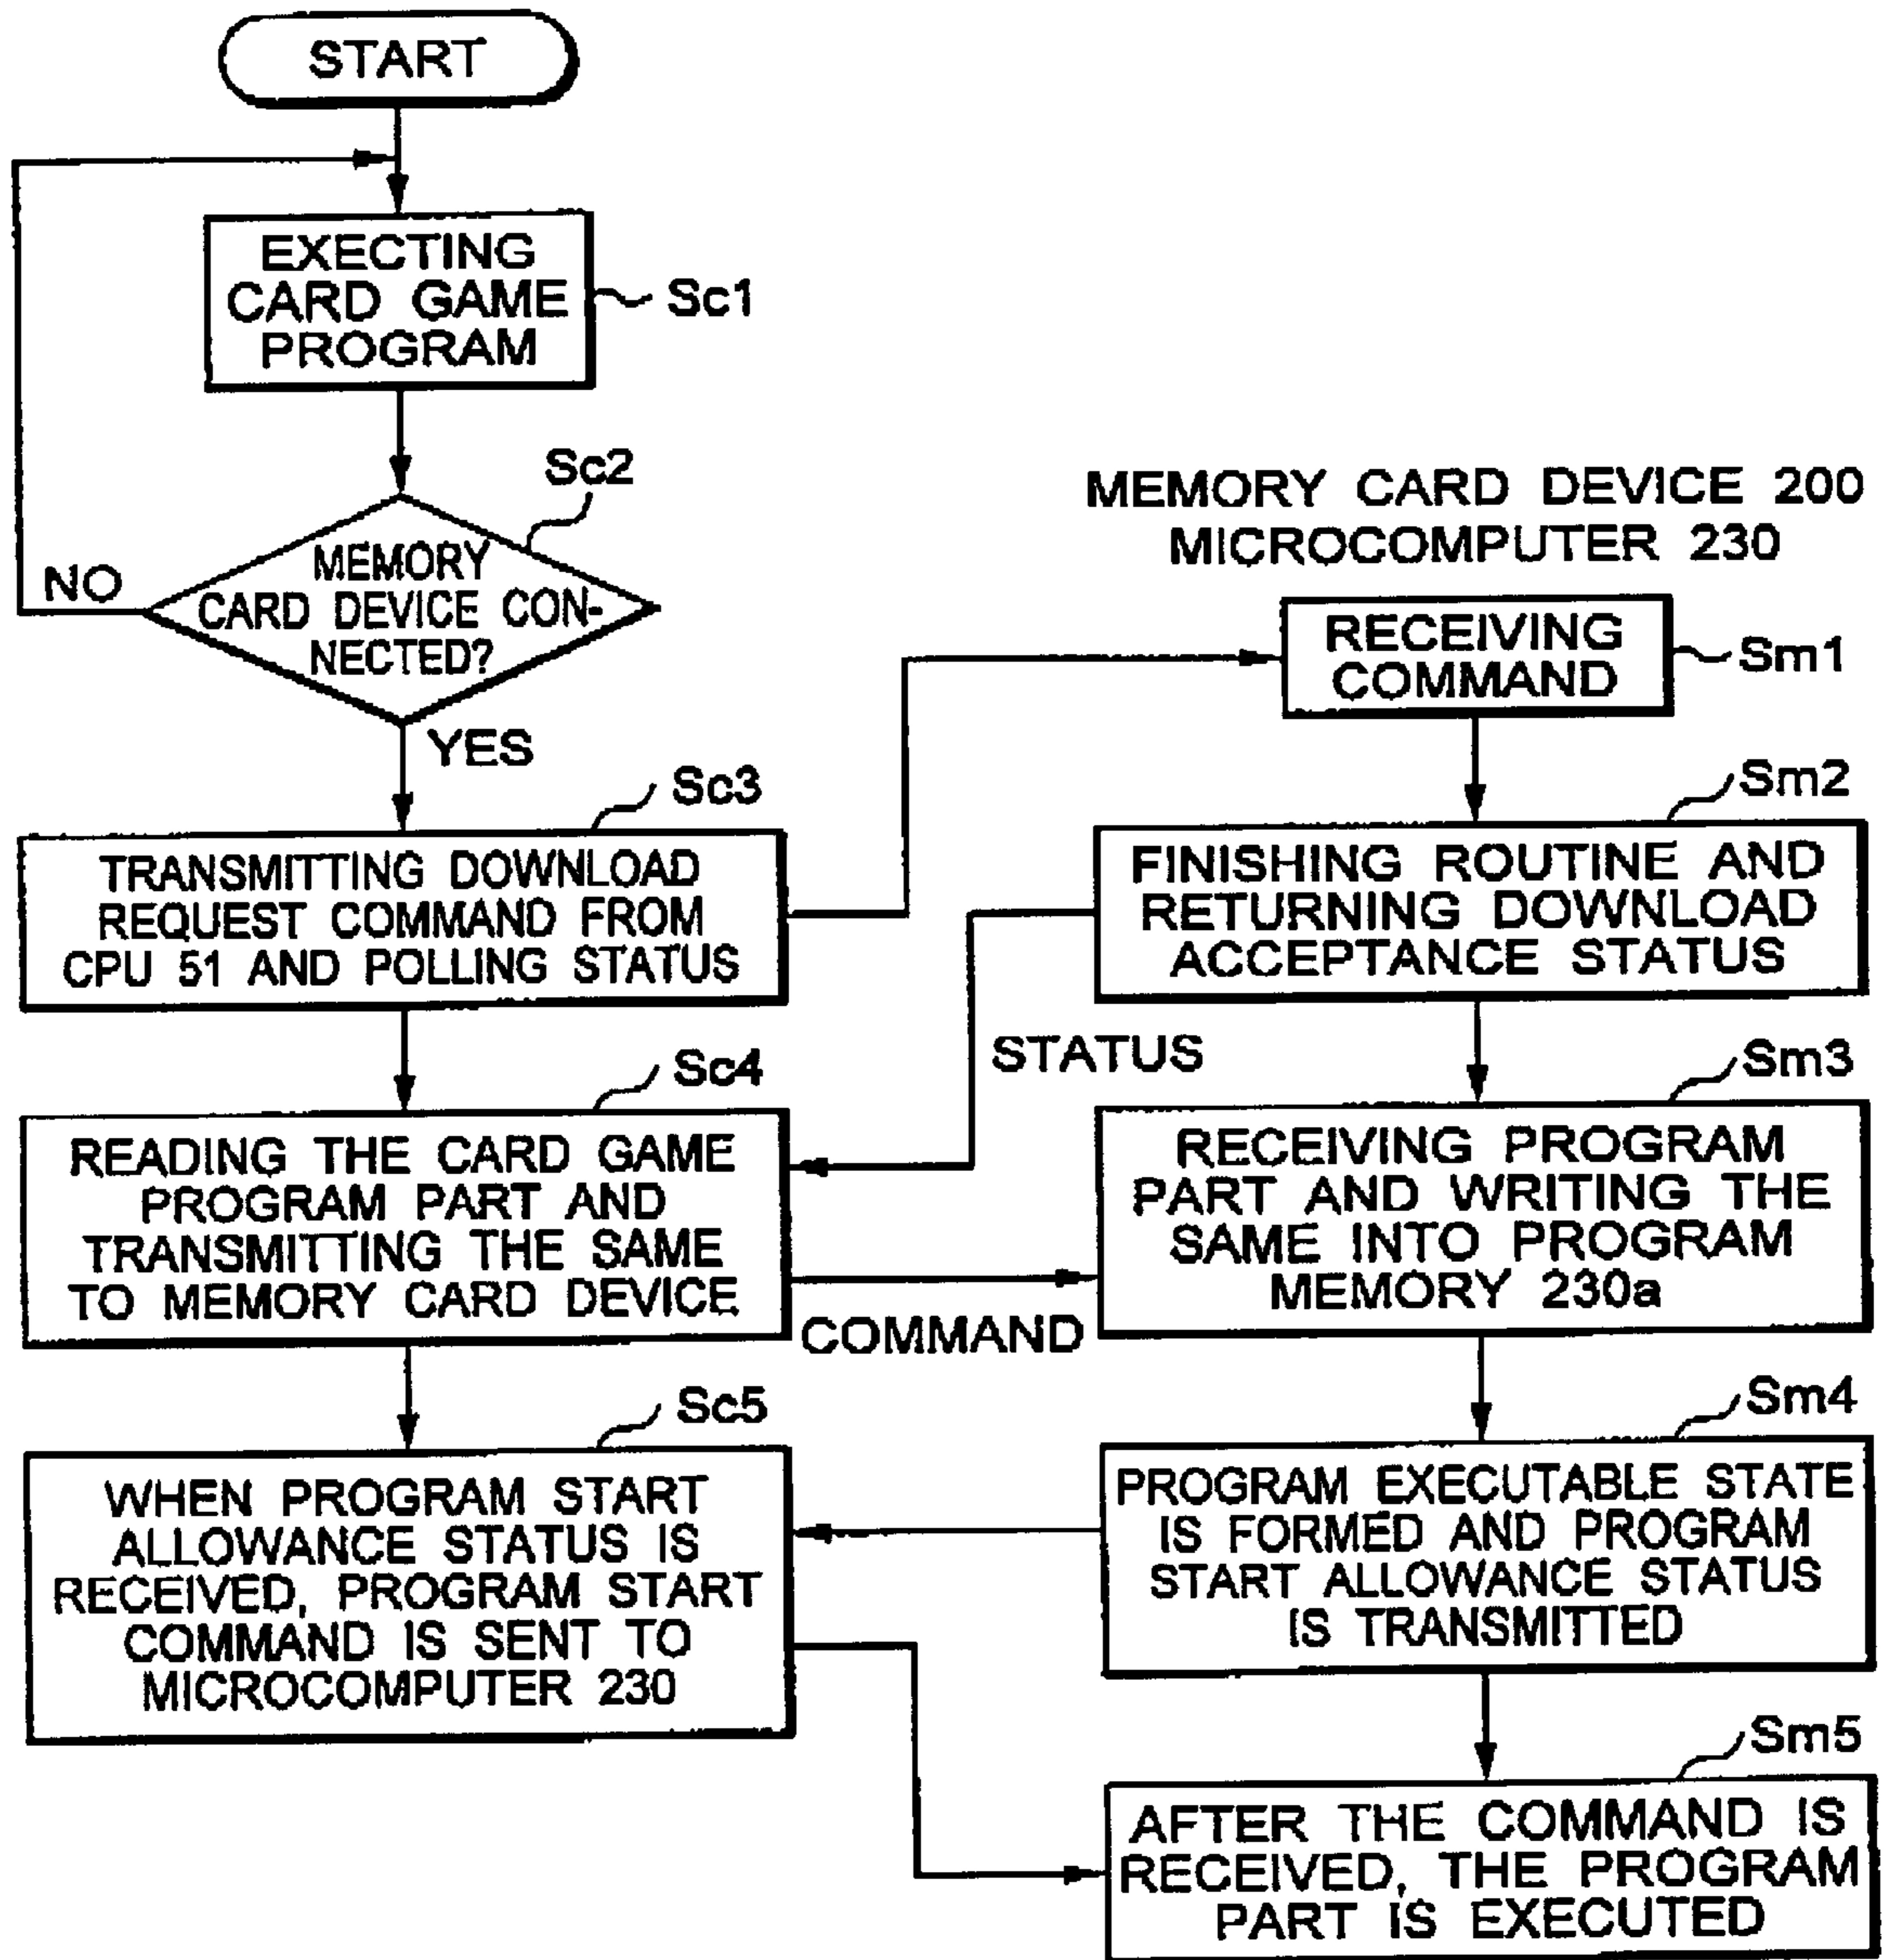 START
EXECTING
CARD GAME
PROGRAM
Sc1
Sc2
MEMORY
CARD DEVICE CON-
NECTED?
NO
YES
Sc3
TRANSMITTING DOWNLOAD
REQUEST COMMAND FROM
CPU 51 AND POLLING STATUS
Sc4
READING THE CARD GAME
PROGRAM PART AND
TRANSMITTING THE SAME
TO MEMORY CARD DEVICE
Sc5
WHEN PROGRAM START
ALLOWANCE STATUS IS
RECEIVED, PROGRAM START
COMMAND IS SENT TO
MICROCOMPUTER 230
STATUS
COMMAND
MEMORY CARD DEVICE 200
MICROCOMPUTER 230
RECEIVING
COMMAND
Sm1
Sm2
FINISHING ROUTINE AND
RETURNING DOWNLOAD
ACCEPTANCE STATUS
Sm3
RECEIVING PROGRAM
PART AND WRITING THE
SAME INTO PROGRAM
MEMORY 230a
Sm4
PROGRAM EXECUTABLE STATE
IS FORMED AND PROGRAM
START ALLOWANCE STATUS
IS TRANSMITTED
Sm5
AFTER THE COMMAND IS
RECEIVED, THE PROGRAM
PART IS EXECUTED